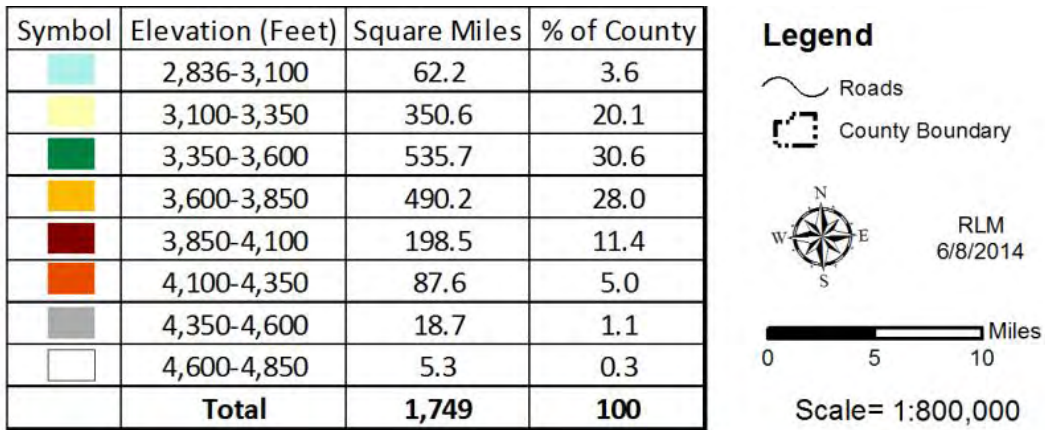 Symbol Elevation (Feet) Square Miles % of County
2,836-3,100 62.2 3.6
3,100-3,350 350.6 20.1
3,350-3,600 535.7 30.6
3,600-3,850 490.2 28.0
3,850-4,100 198.5 11.4
4,100-4,350 87.6 5.0
4,350-4,600 18.7 1.1
4,600-4,850 5.3 0.3
Total 1,749 100
Legend
Roads
County Boundary
N
W E
S
RLM
6/8/2014
Miles
0 5 10
Scale= 1:800,000